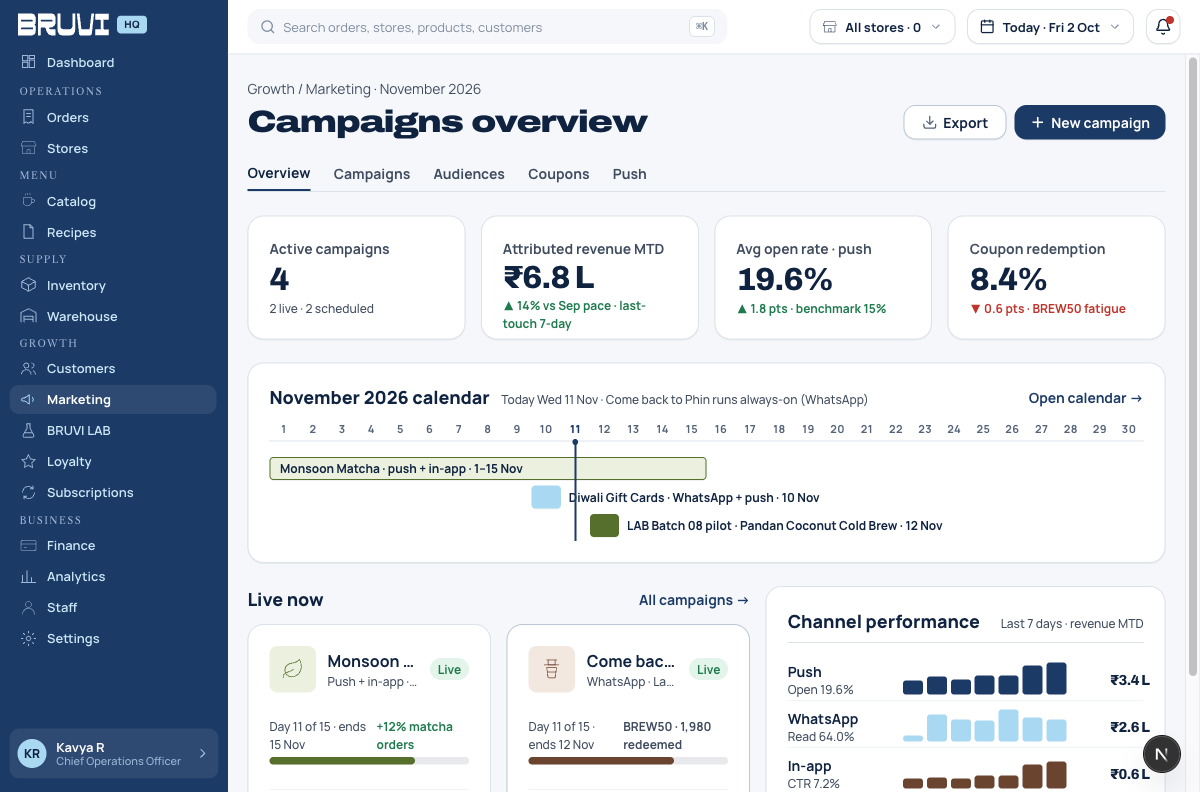 BRUVI HQ
Search orders, stores, products, customers
⌘K
All stores · 0
Today · Fri 2 Oct
Dashboard
OPERATIONS
Orders
Stores
MENU
Catalog
Recipes
SUPPLY
Inventory
Warehouse
GROWTH
Customers
Marketing
BRUVI LAB
Loyalty
Subscriptions
BUSINESS
Finance
Analytics
Staff
Settings
KR
Kavya R
Chief Operations Officer
Growth / Marketing · November 2026
Campaigns overview
Export
+ New campaign
Overview
Campaigns
Audiences
Coupons
Push
Active campaigns
4
2 live · 2 scheduled
Attributed revenue MTD
₹6.8 L
▲ 14% vs Sep pace · last-
touch 7-day
Avg open rate · push
19.6%
▲ 1.8 pts · benchmark 15%
Coupon redemption
8.4%
▼ 0.6 pts · BREW50 fatigue
November 2026 calendar
Today Wed 11 Nov · Come back to Phin runs always-on (WhatsApp)
Open calendar →
1 2 3 4 5 6 7 8 9 10 11 12 13 14 15 16 17 18 19 20 21 22 23 24 25 26 27 28 29 30
Monsoon Matcha · push + in-app · 1–15 Nov
Diwali Gift Cards · WhatsApp + push · 10 Nov
LAB Batch 08 pilot · Pandan Coconut Cold Brew · 12 Nov
Live now
All campaigns →
Monsoon ...
Push + in-app ·...
Live
Day 11 of 15 · ends
15 Nov
+12% matcha
orders
Come bac...
WhatsApp · La...
Live
Day 11 of 15 ·
ends 12 Nov
BREW50 · 1,980
redeemed
Channel performance
Last 7 days · revenue MTD
Push
Open 19.6%
₹3.4 L
WhatsApp
Read 64.0%
₹2.6 L
In-app
CTR 7.2%
₹0.6 L
N